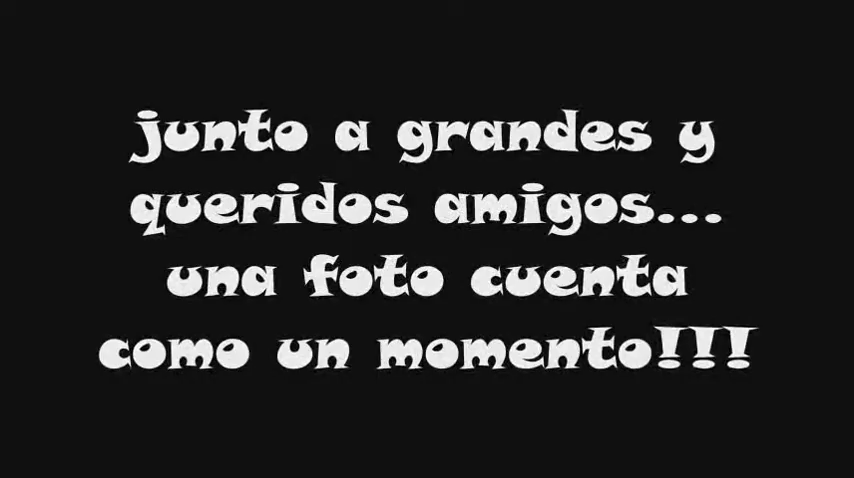 junto a grandes y
queridos amigos...
una foto cuenta
como un momento!!!